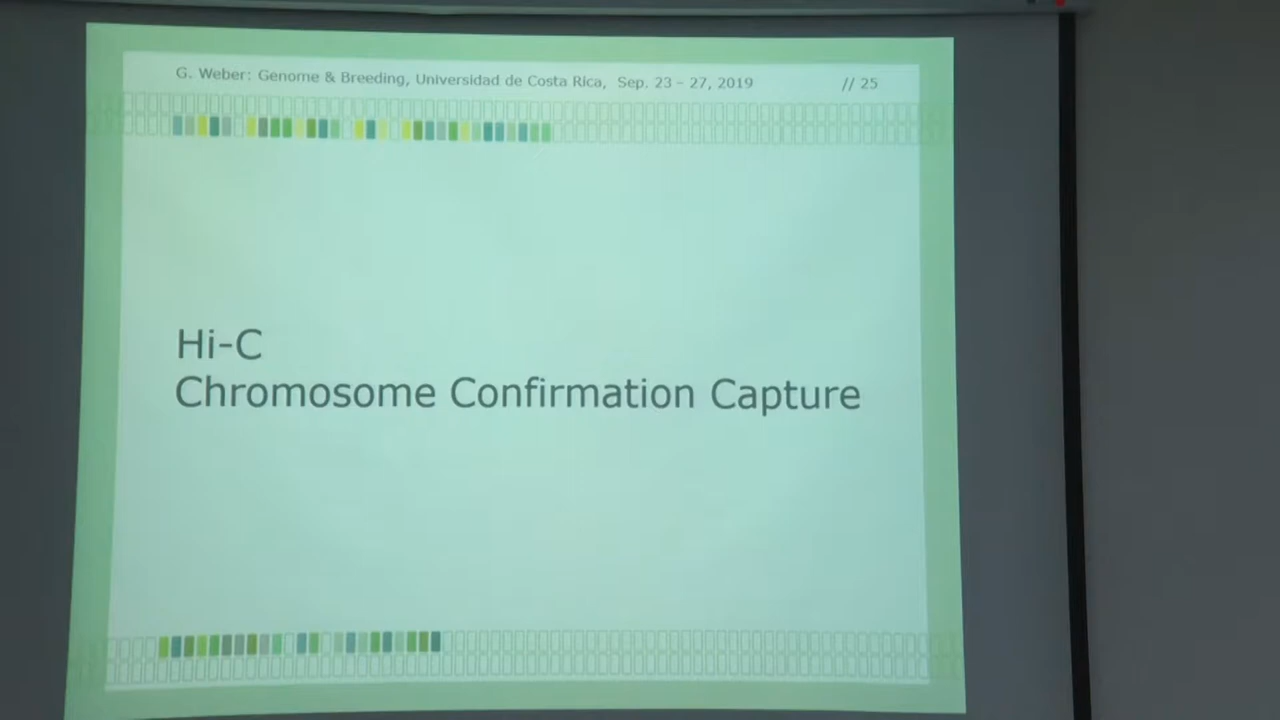 G. Weber: Genome & Breeding, Universidad de Costa Rica, Sep. 23 – 27, 2019 // 25
Hi-C
Chromosome Confirmation Capture